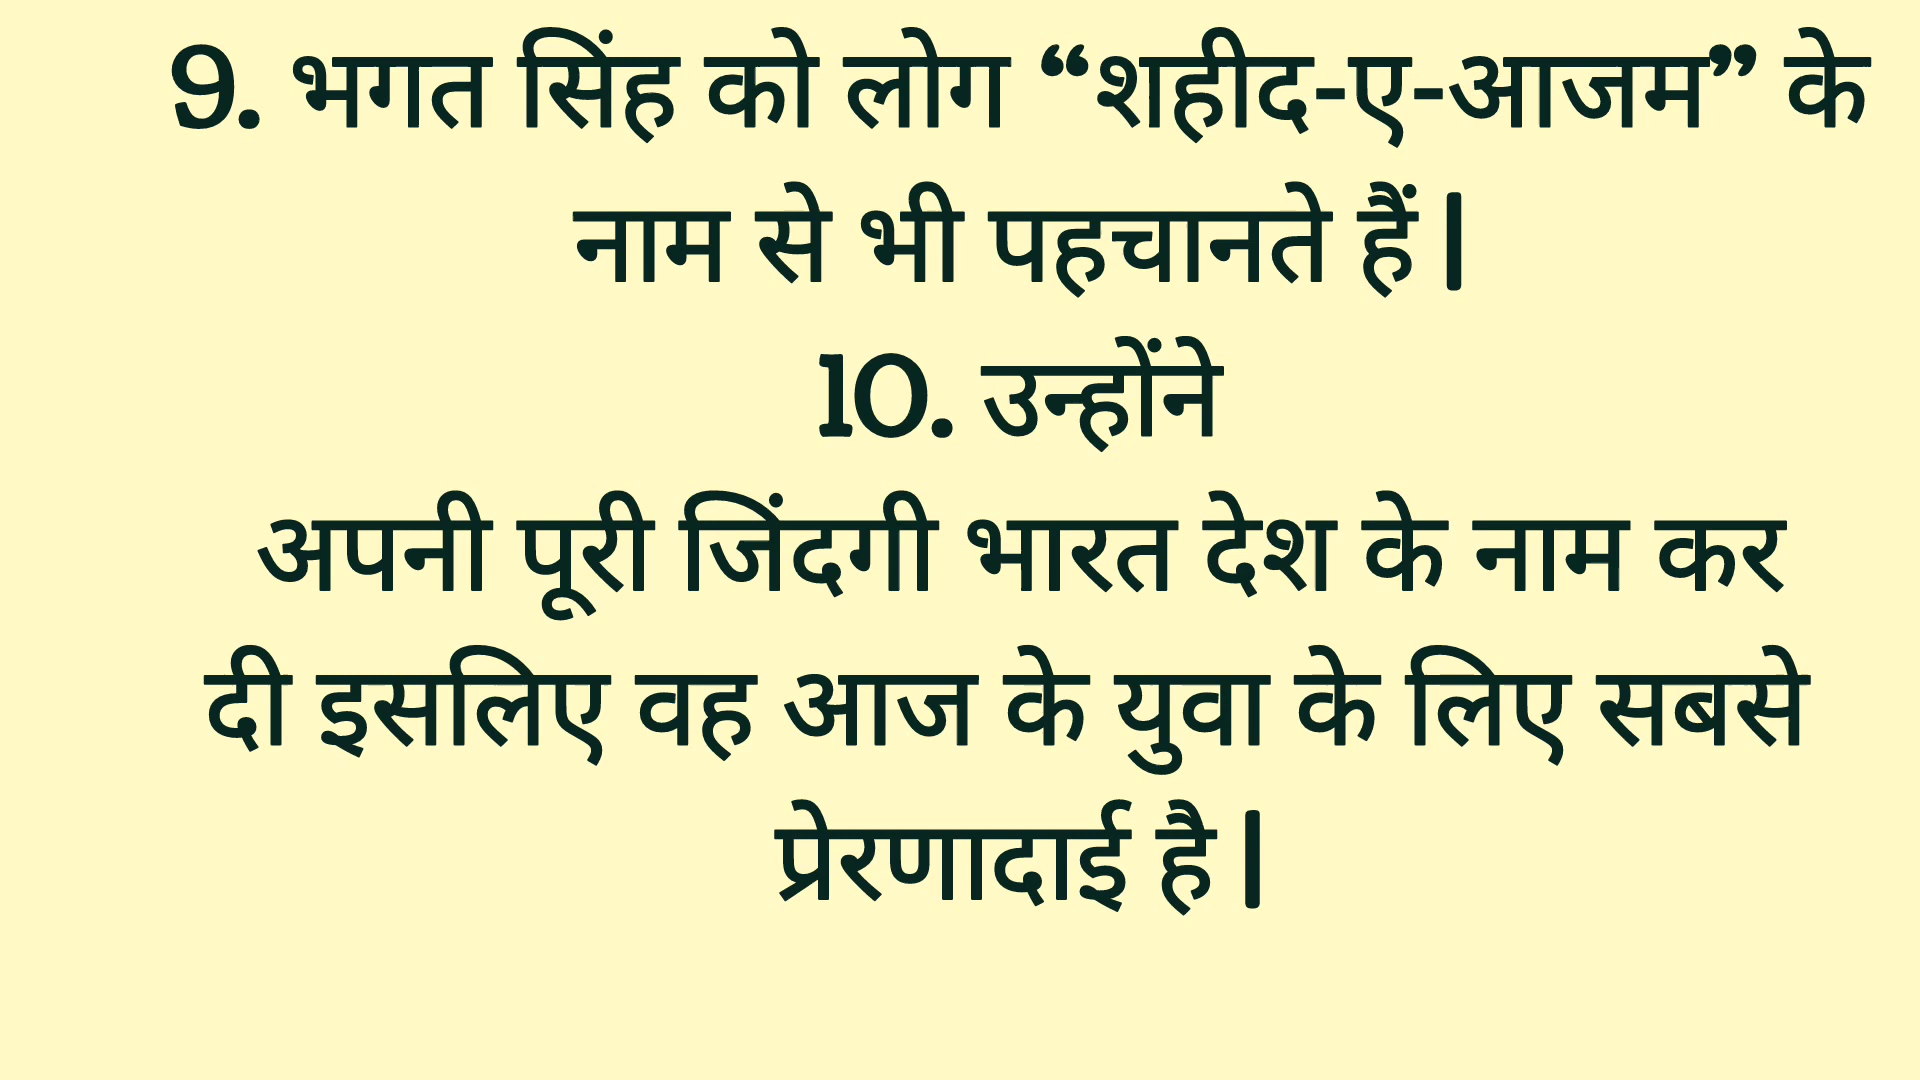 9. भगत सिंह को लोग “शहीद-ए-आजम” के
नाम से भी पहचानते हैं |
10. उन्होंने
अपनी पूरी जिंदगी भारत देश के नाम कर
दी इसलिए वह आज के युवा के लिए सबसे
प्रेरणादार्ई है |